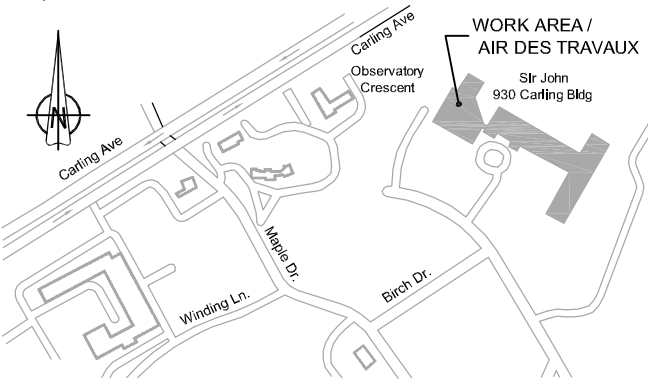 WORK AREA /
AIR DES TRAVAUX
Carling Ave
Observatory
Crescent
SIr John
930 Carling Bldg
N
Carling Ave
Maple Dr.
Birch Dr.
Winding Ln.